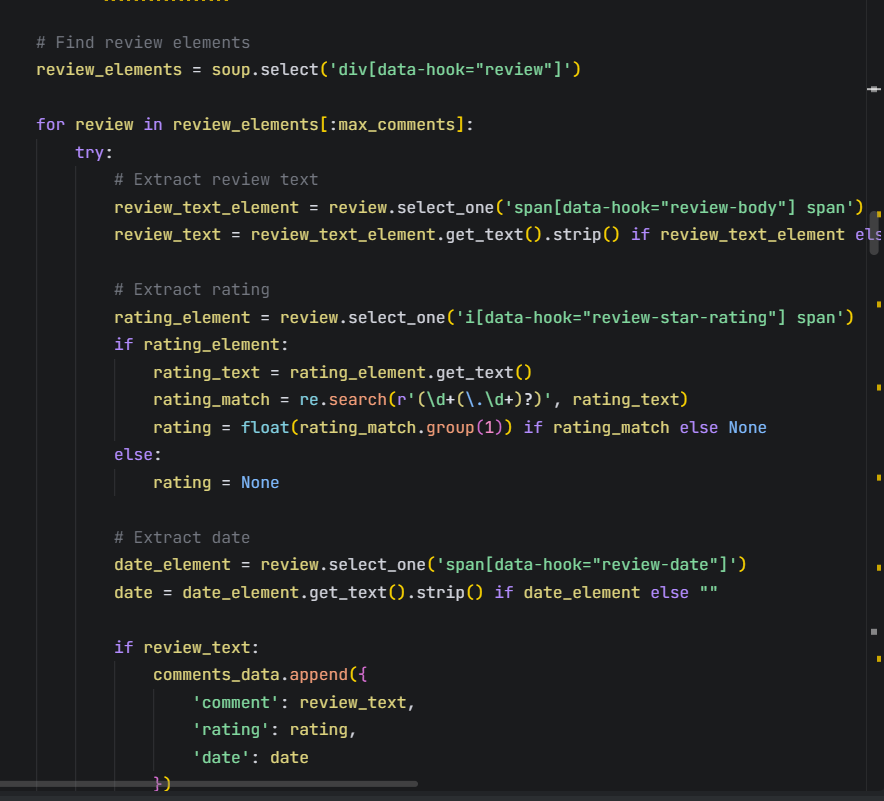 # Find review elements
review_elements = soup.select('div[data-hook="review"]')
for review in review_elements[:max_comments]:
try:
# Extract review text
review_text_element = review.select_one('span[data-hook="review-body"] span')
review_text = review_text_element.get_text().strip() if review_text_element els
# Extract rating
rating_element = review.select_one('i[data-hook="review-star-rating"] span')
if rating_element:
rating_text = rating_element.get_text()
rating_match = re.search(r'(\d+(\.\d+)?)', rating_text)
rating = float(rating_match.group(1)) if rating_match else None
else:
rating = None
# Extract date
date_element = review.select_one('span[data-hook="review-date"]')
date = date_element.get_text().strip() if date_element else ""
if review_text:
comments_data.append({
'comment': review_text,
'rating': rating,
'date': date
})